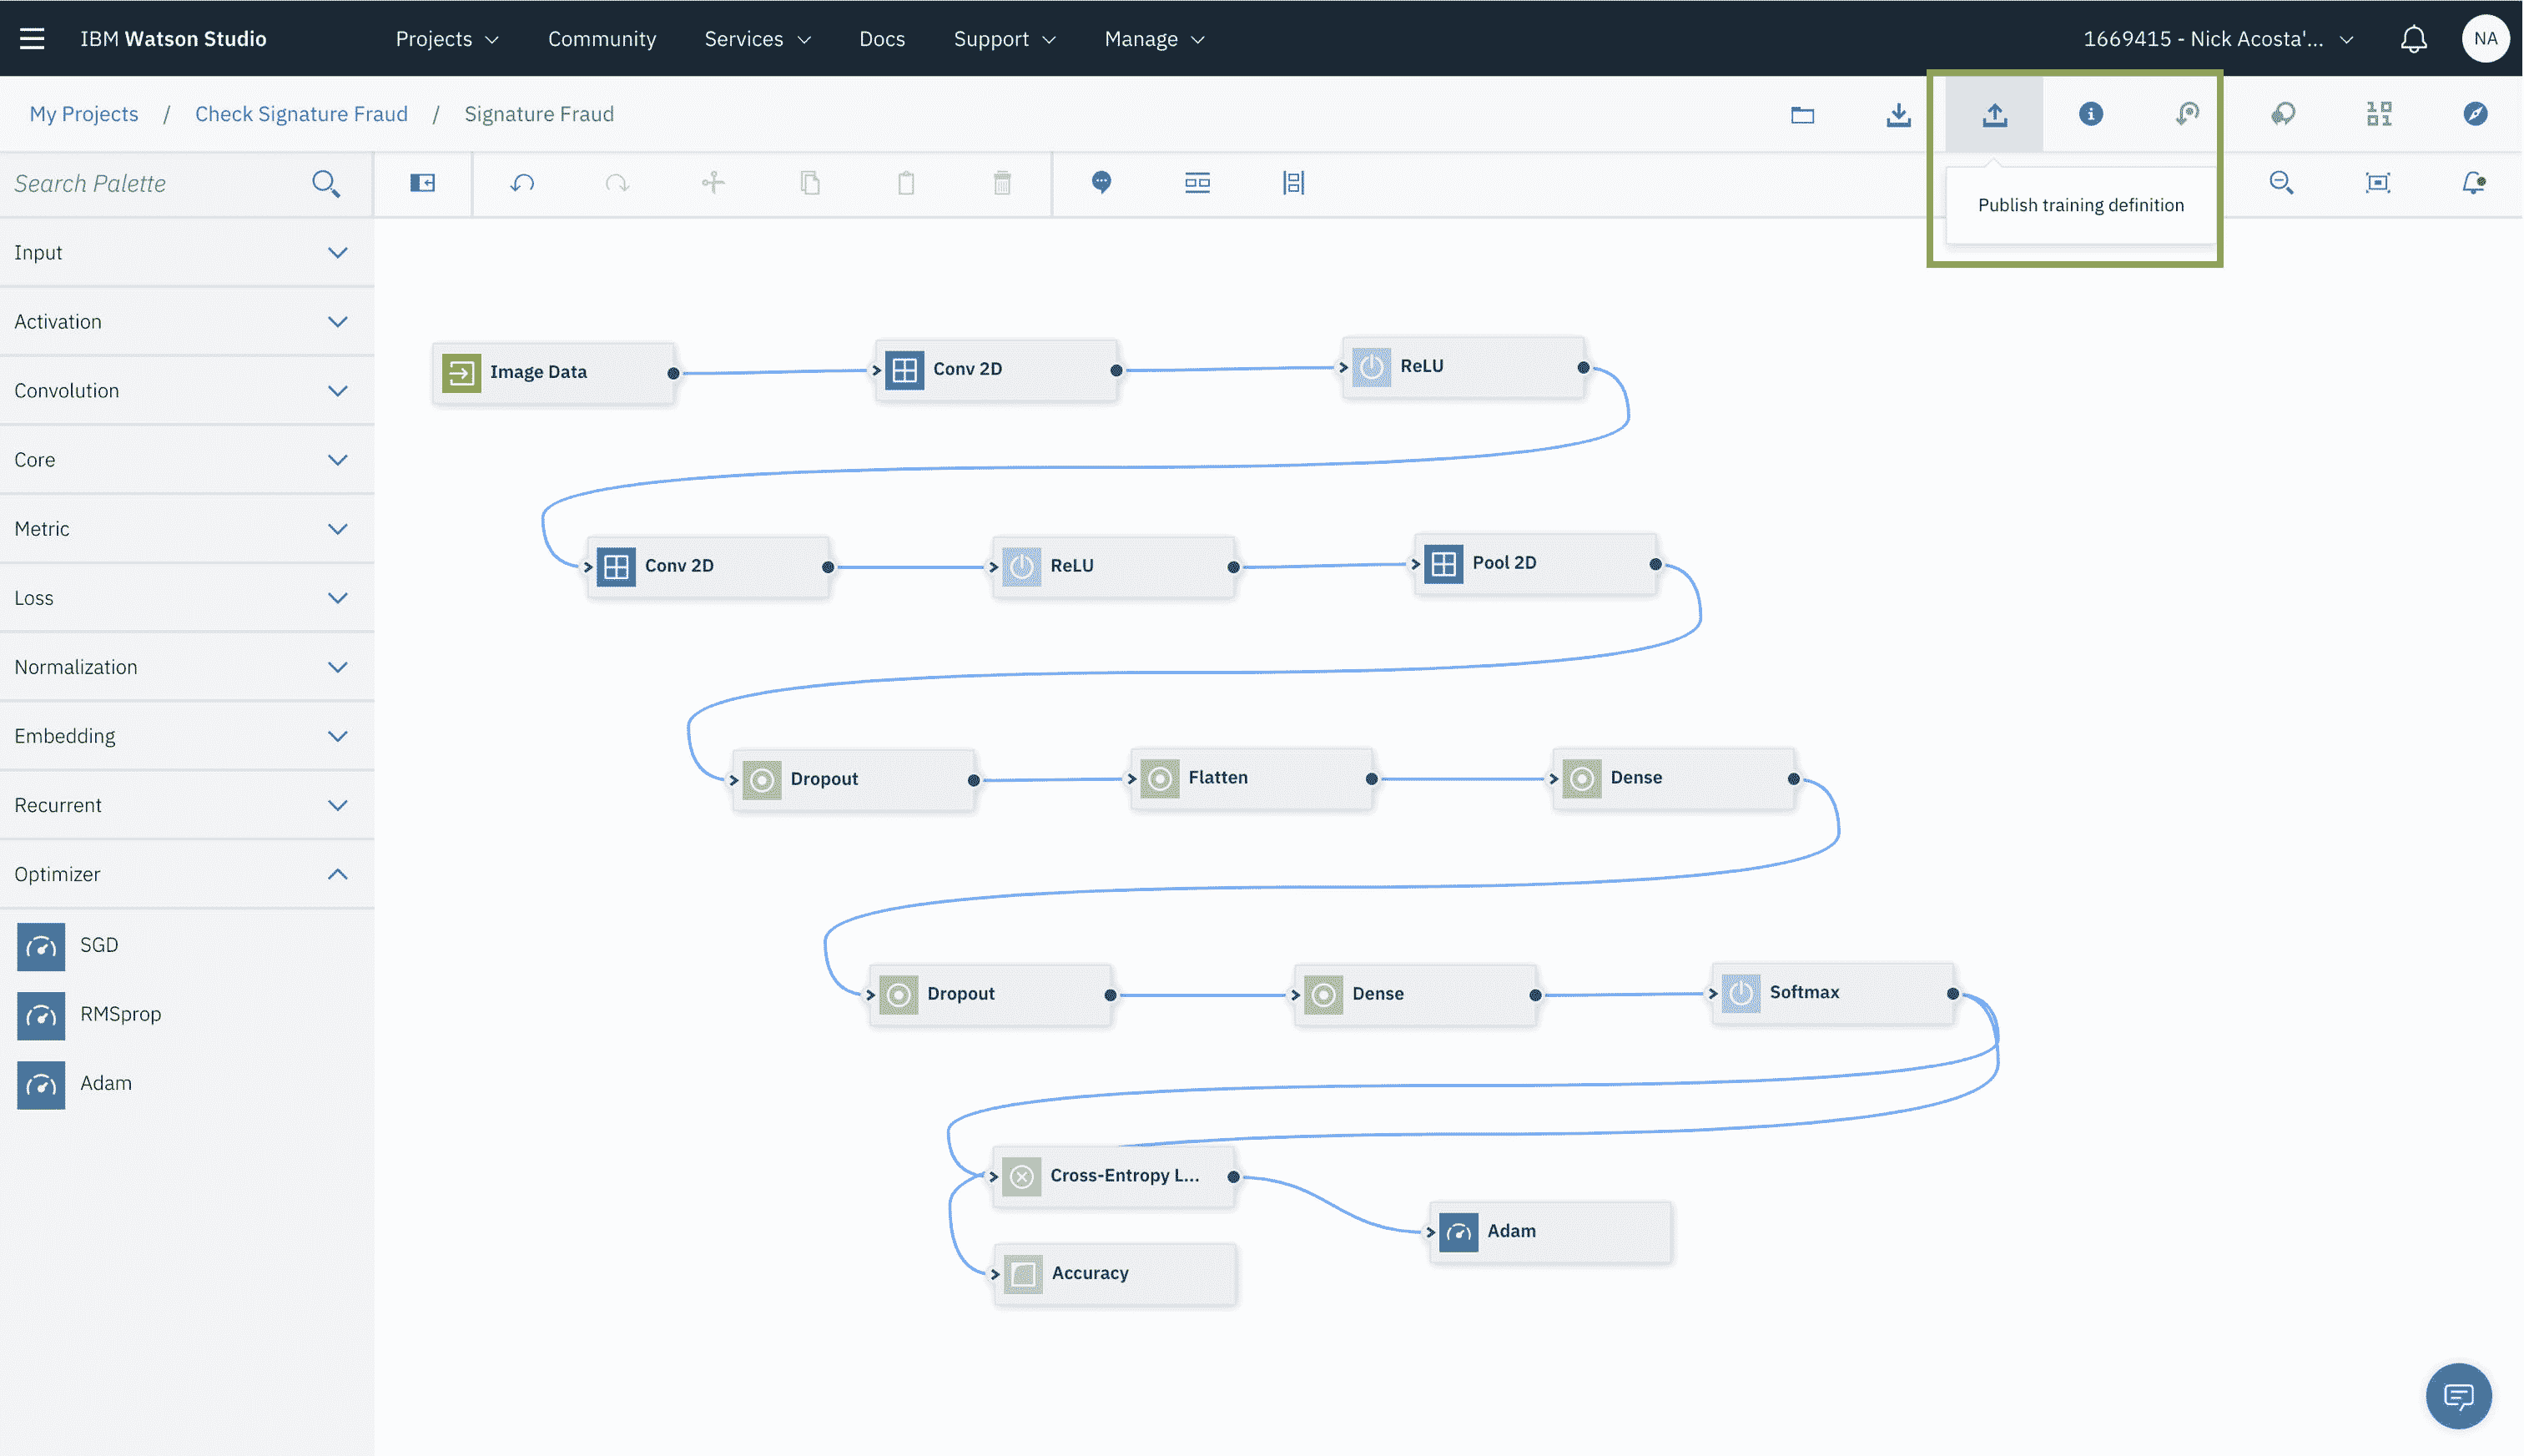 IBM Watson Studio Projects Community Services Docs Support Manage 1669415 - Nick Acosta'... NA
My Projects / Check Signature Fraud / Signature Fraud
Search Palette
Publish training definition
Input
Activation
Convolution
Core
Metric
Loss
Normalization
Embedding
Recurrent
Optimizer
SGD
RMSprop
Adam
Image Data Conv 2D ReLU
Conv 2D ReLU Pool 2D
Dropout Flatten Dense
Dropout Dense Softmax
Cross-Entropy L...
Adam
Accuracy